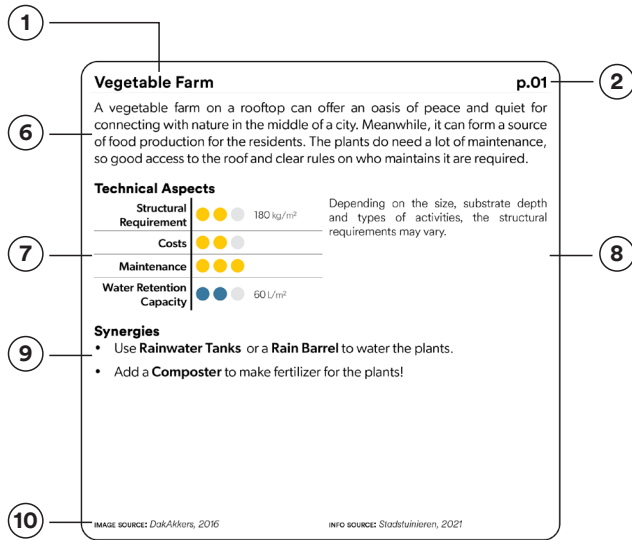 1
Vegetable Farm p.01
2
A vegetable farm on a rooftop can offer an oasis of peace and quiet for
6
connecting with nature in the middle of a city. Meanwhile, it can form a source
of food production for the residents. The plants do need a lot of maintenance,
so good access to the roof and clear rules on who maintains it are required.
Technical Aspects
Structural
Requirement
180 kg/m²
Costs
Maintenance
Water Retention
Capacity
60 L/m²
7
Depending on the size, substrate depth
and types of activities, the structural
requirements may vary.
8
Synergies
9
• Use Rainwater Tanks or a Rain Barrel to water the plants.
• Add a Composter to make fertilizer for the plants!
10
IMAGE SOURCE: DakAkkers, 2016
INFO SOURCE: Stadstuinieren, 2021